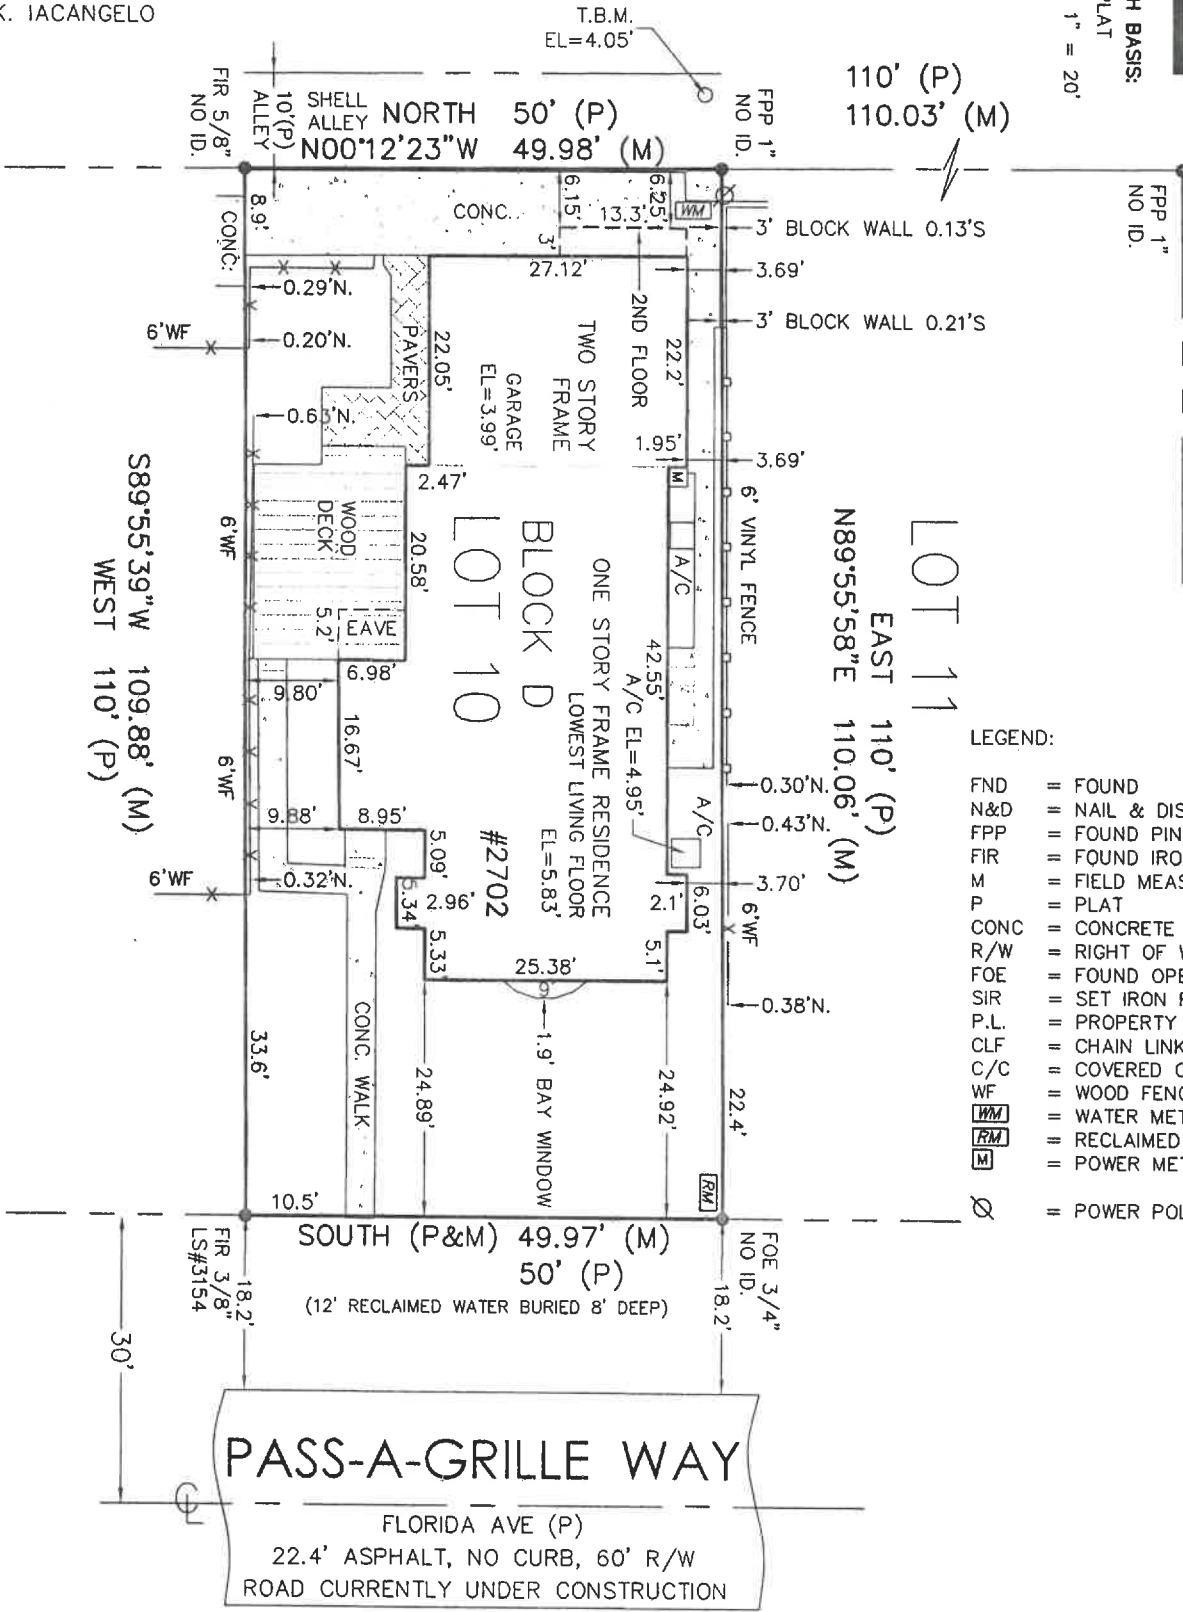 K. IACANGELO
T.B.M.
EL=4.05'
H BASIS:
PLAT
1" = 20'
110' (P)
110.03' (M)
FIR 5/8"
NO ID.
10'(P)
ALLEY
SHELL
ALLEY
NORTH 50' (P)
N00°12'23"W 49.98' (M)
FPP 1"
NO ID.
FPP 1"
NO ID.
8.9'
CONC.
CONC.
6.15'
13.3'
6.25'
WM
3'
27.12'
3' BLOCK WALL 0.13'S
3.69'
3' BLOCK WALL 0.21'S
0.29'N.
6'WF
0.20'N.
PAVERS
22.05'
GARAGE
EL=3.99'
TWO STORY
FRAME
2ND FLOOR
22.2'
0.63'N.
1.95'
3.69'
2.47'
M
6' VINYL FENCE
LOT 11
EAST 110' (P)
N89°55'58"E 110.06' (M)
S89°55'39"W 109.88' (M)
WEST 110' (P)
6'WF
WOOD
DECK
20.58'
BLOCK D
LOT 10
A/C
5.2'
EAVE
6.98'
9.80'
16.67'
ONE STORY FRAME RESIDENCE
LOWEST LIVING FLOOR
EL=5.83'
#2702
42.55'
A/C EL=4.95'
6'WF
9.88'
8.95'
A/C
0.30'N.
0.43'N.
5.09'
0.32'N.
6'WF
5.34'
2.96'
2.1'
6.03'
3.70'
6'WF
5.33'
25.38'
5.1'
9'
0.38'N.
33.6'
CONC. WALK
24.89'
1.9' BAY WINDOW
24.92'
22.4'
RM
10.5'
LEGEND:
FND = FOUND
N&D = NAIL & DIS
FPP = FOUND PIN
FIR = FOUND IRO
M = FIELD MEAS
P = PLAT
CONC = CONCRETE
R/W = RIGHT OF W
FOE = FOUND OPE
SIR = SET IRON R
P.L. = PROPERTY
CLF = CHAIN LINK
C/C = COVERED C
WF = WOOD FENC
WM = WATER MET
RM = RECLAIMED
M = POWER MET
= POWER POL
SOUTH (P&M) 49.97' (M)
50' (P)
(12' RECLAIMED WATER BURIED 8' DEEP)
FIR 3/8"
LS#3154
18.2'
FOE 3/4"
NO ID.
18.2'
30'
PASS-A-GRILLE WAY
FLORIDA AVE (P)
22.4' ASPHALT, NO CURB, 60' R/W
ROAD CURRENTLY UNDER CONSTRUCTION